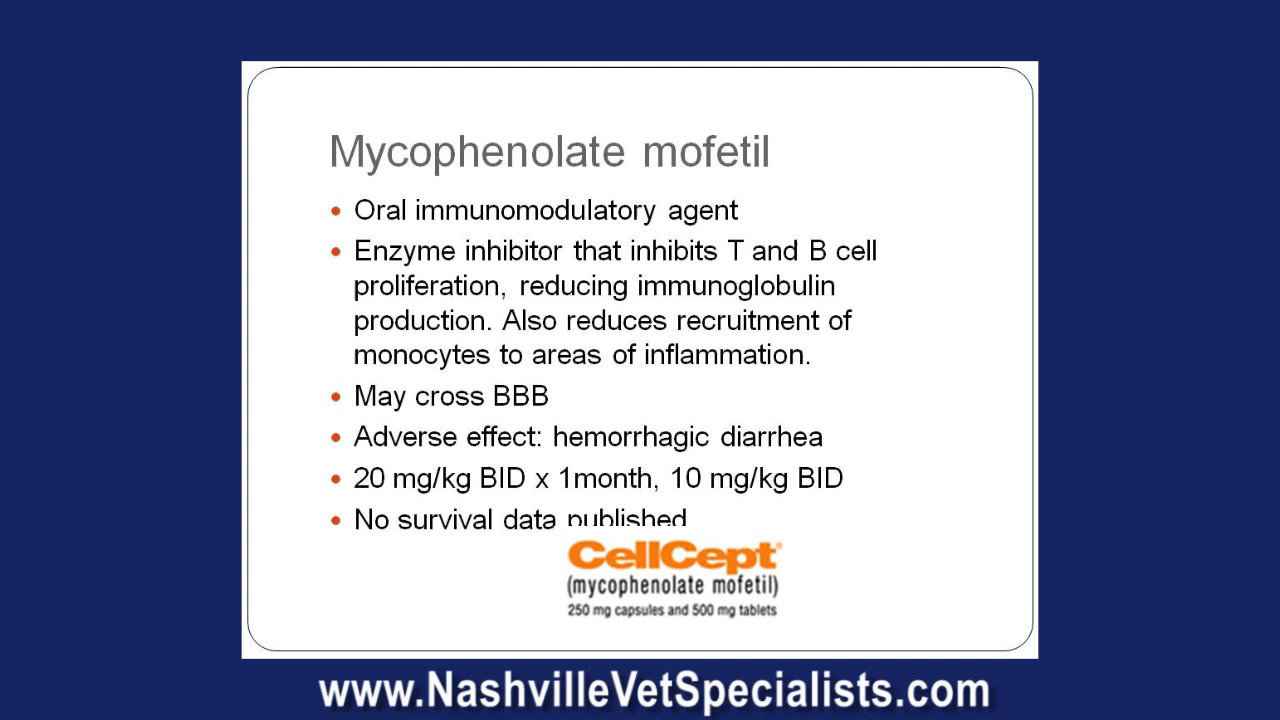 Mycophenolate mofetil
• Oral immunomodulatory agent
• Enzyme inhibitor that inhibits T and B cell
proliferation, reducing immunoglobulin
production. Also reduces recruitment of
monocytes to areas of inflammation.
• May cross BBB
• Adverse effect: hemorrhagic diarrhea
• 20 mg/kg BID x 1month, 10 mg/kg BID
• No survival data published
CellCept®
(mycophenolate mofetil)
250 mg capsules and 500 mg tablets
www.NashvilleVetSpecialists.com